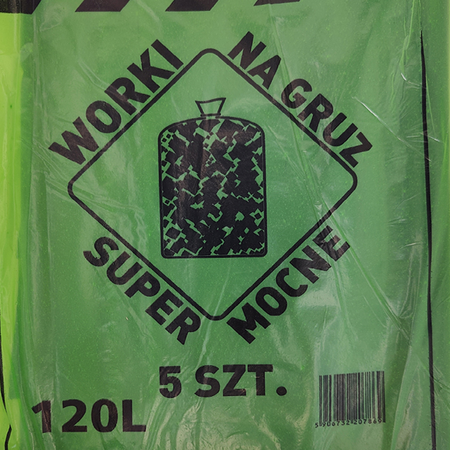 WORKI
NA GRUZ
SUPER
MOCNE
5 SZT.
120L